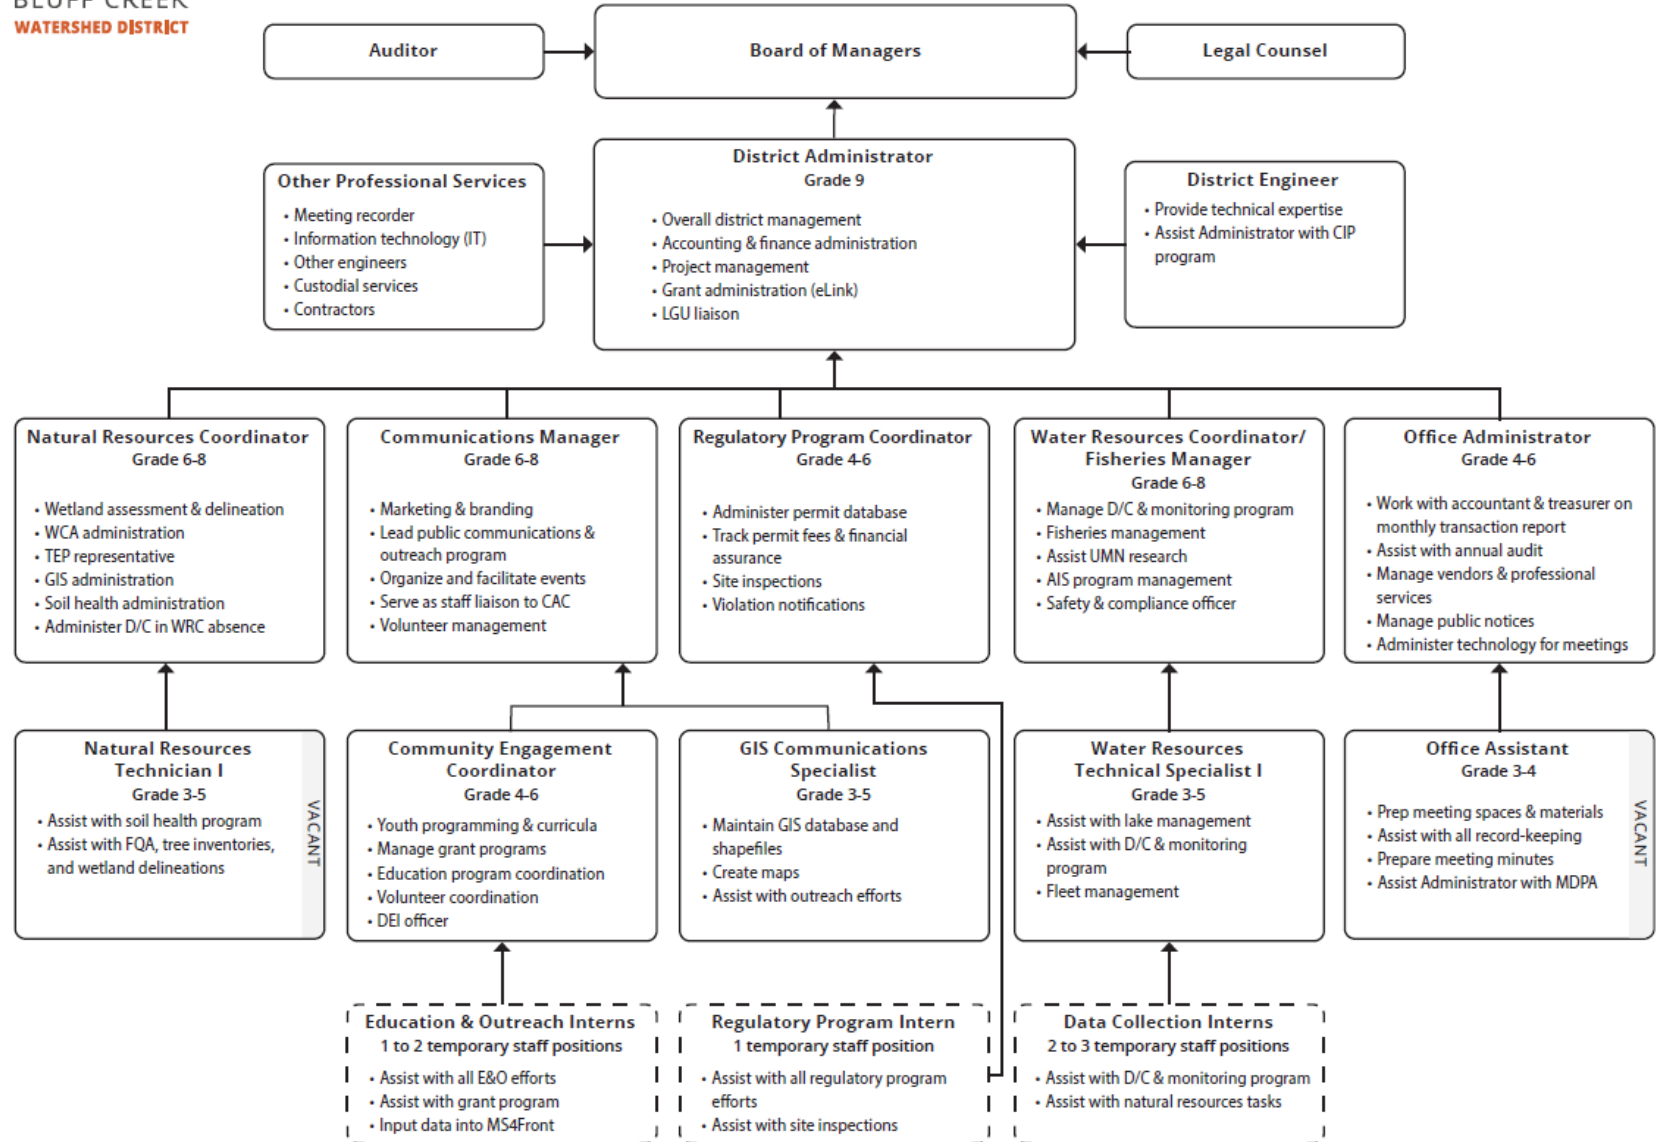 BLUFF CREEK
WATERSHED DISTRICT
Auditor
Board of Managers
Legal Counsel
Other Professional Services
• Meeting recorder
• Information technology (IT)
• Other engineers
• Custodial services
• Contractors
District Administrator
Grade 9
• Overall district management
• Accounting & finance administration
• Project management
• Grant administration (eLink)
• LGU liaison
District Engineer
• Provide technical expertise
• Assist Administrator with CIP
program
Natural Resources Coordinator
Grade 6-8
• Wetland assessment & delineation
• WCA administration
• TEP representative
• GIS administration
• Soil health administration
• Administer D/C in WRC absence
Communications Manager
Grade 6-8
• Marketing & branding
• Lead public communications &
outreach program
• Organize and facilitate events
• Serve as staff liaison to CAC
• Volunteer management
Regulatory Program Coordinator
Grade 4-6
• Administer permit database
• Track permit fees & financial
assurance
• Site inspections
• Violation notifications
Water Resources Coordinator/
Fisheries Manager
Grade 6-8
• Manage D/C & monitoring program
• Fisheries management
• Assist UMN research
• AIS program management
• Safety & compliance officer
Office Administrator
Grade 4-6
• Work with accountant & treasurer on
monthly transaction report
• Assist with annual audit
• Manage vendors & professional
services
• Manage public notices
• Administer technology for meetings
Natural Resources
Technician I
Grade 3-5
• Assist with soil health program
• Assist with FQA, tree inventories,
and wetland delineations
VACANT
Community Engagement
Coordinator
Grade 4-6
• Youth programming & curricula
• Manage grant programs
• Education program coordination
• Volunteer coordination
• DEI officer
GIS Communications
Specialist
Grade 3-5
• Maintain GIS database and
shapefiles
• Create maps
• Assist with outreach efforts
Water Resources
Technical Specialist I
Grade 3-5
• Assist with lake management
• Assist with D/C & monitoring
program
• Fleet management
Office Assistant
Grade 3-4
• Prep meeting spaces & materials
• Assist with all record-keeping
• Prepare meeting minutes
• Assist Administrator with MDPA
VACANT
Education & Outreach Interns
1 to 2 temporary staff positions
• Assist with all E&O efforts
• Assist with grant program
• Input data into MS4Front
Regulatory Program Intern
1 temporary staff position
• Assist with all regulatory program
efforts
• Assist with site inspections
Data Collection Interns
2 to 3 temporary staff positions
• Assist with D/C & monitoring program
• Assist with natural resources tasks